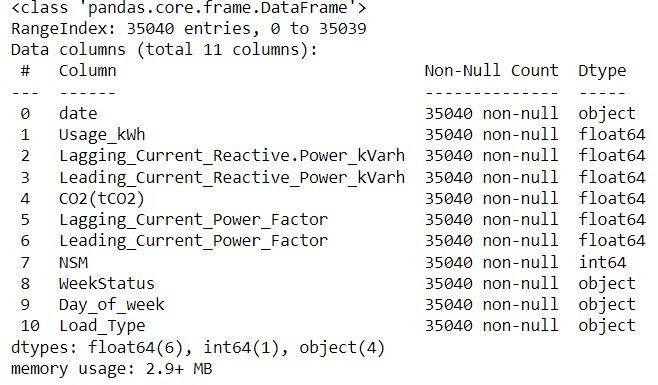 <class 'pandas.core.frame.DataFrame'>
RangeIndex: 35040 entries, 0 to 35039
Data columns (total 11 columns):
 #   Column                                Non-Null Count  Dtype
---  ------                                --------------  -----
 0   date                                  35040 non-null  object
 1   Usage_kWh                             35040 non-null  float64
 2   Lagging_Current_Reactive.Power_kVarh  35040 non-null  float64
 3   Leading_Current_Reactive_Power_kVarh  35040 non-null  float64
 4   CO2(tCO2)                             35040 non-null  float64
 5   Lagging_Current_Power_Factor          35040 non-null  float64
 6   Leading_Current_Power_Factor          35040 non-null  float64
 7   NSM                                   35040 non-null  int64
 8   WeekStatus                            35040 non-null  object
 9   Day_of_week                           35040 non-null  object
 10  Load_Type                             35040 non-null  object
dtypes: float64(6), int64(1), object(4)
memory usage: 2.9+ MB